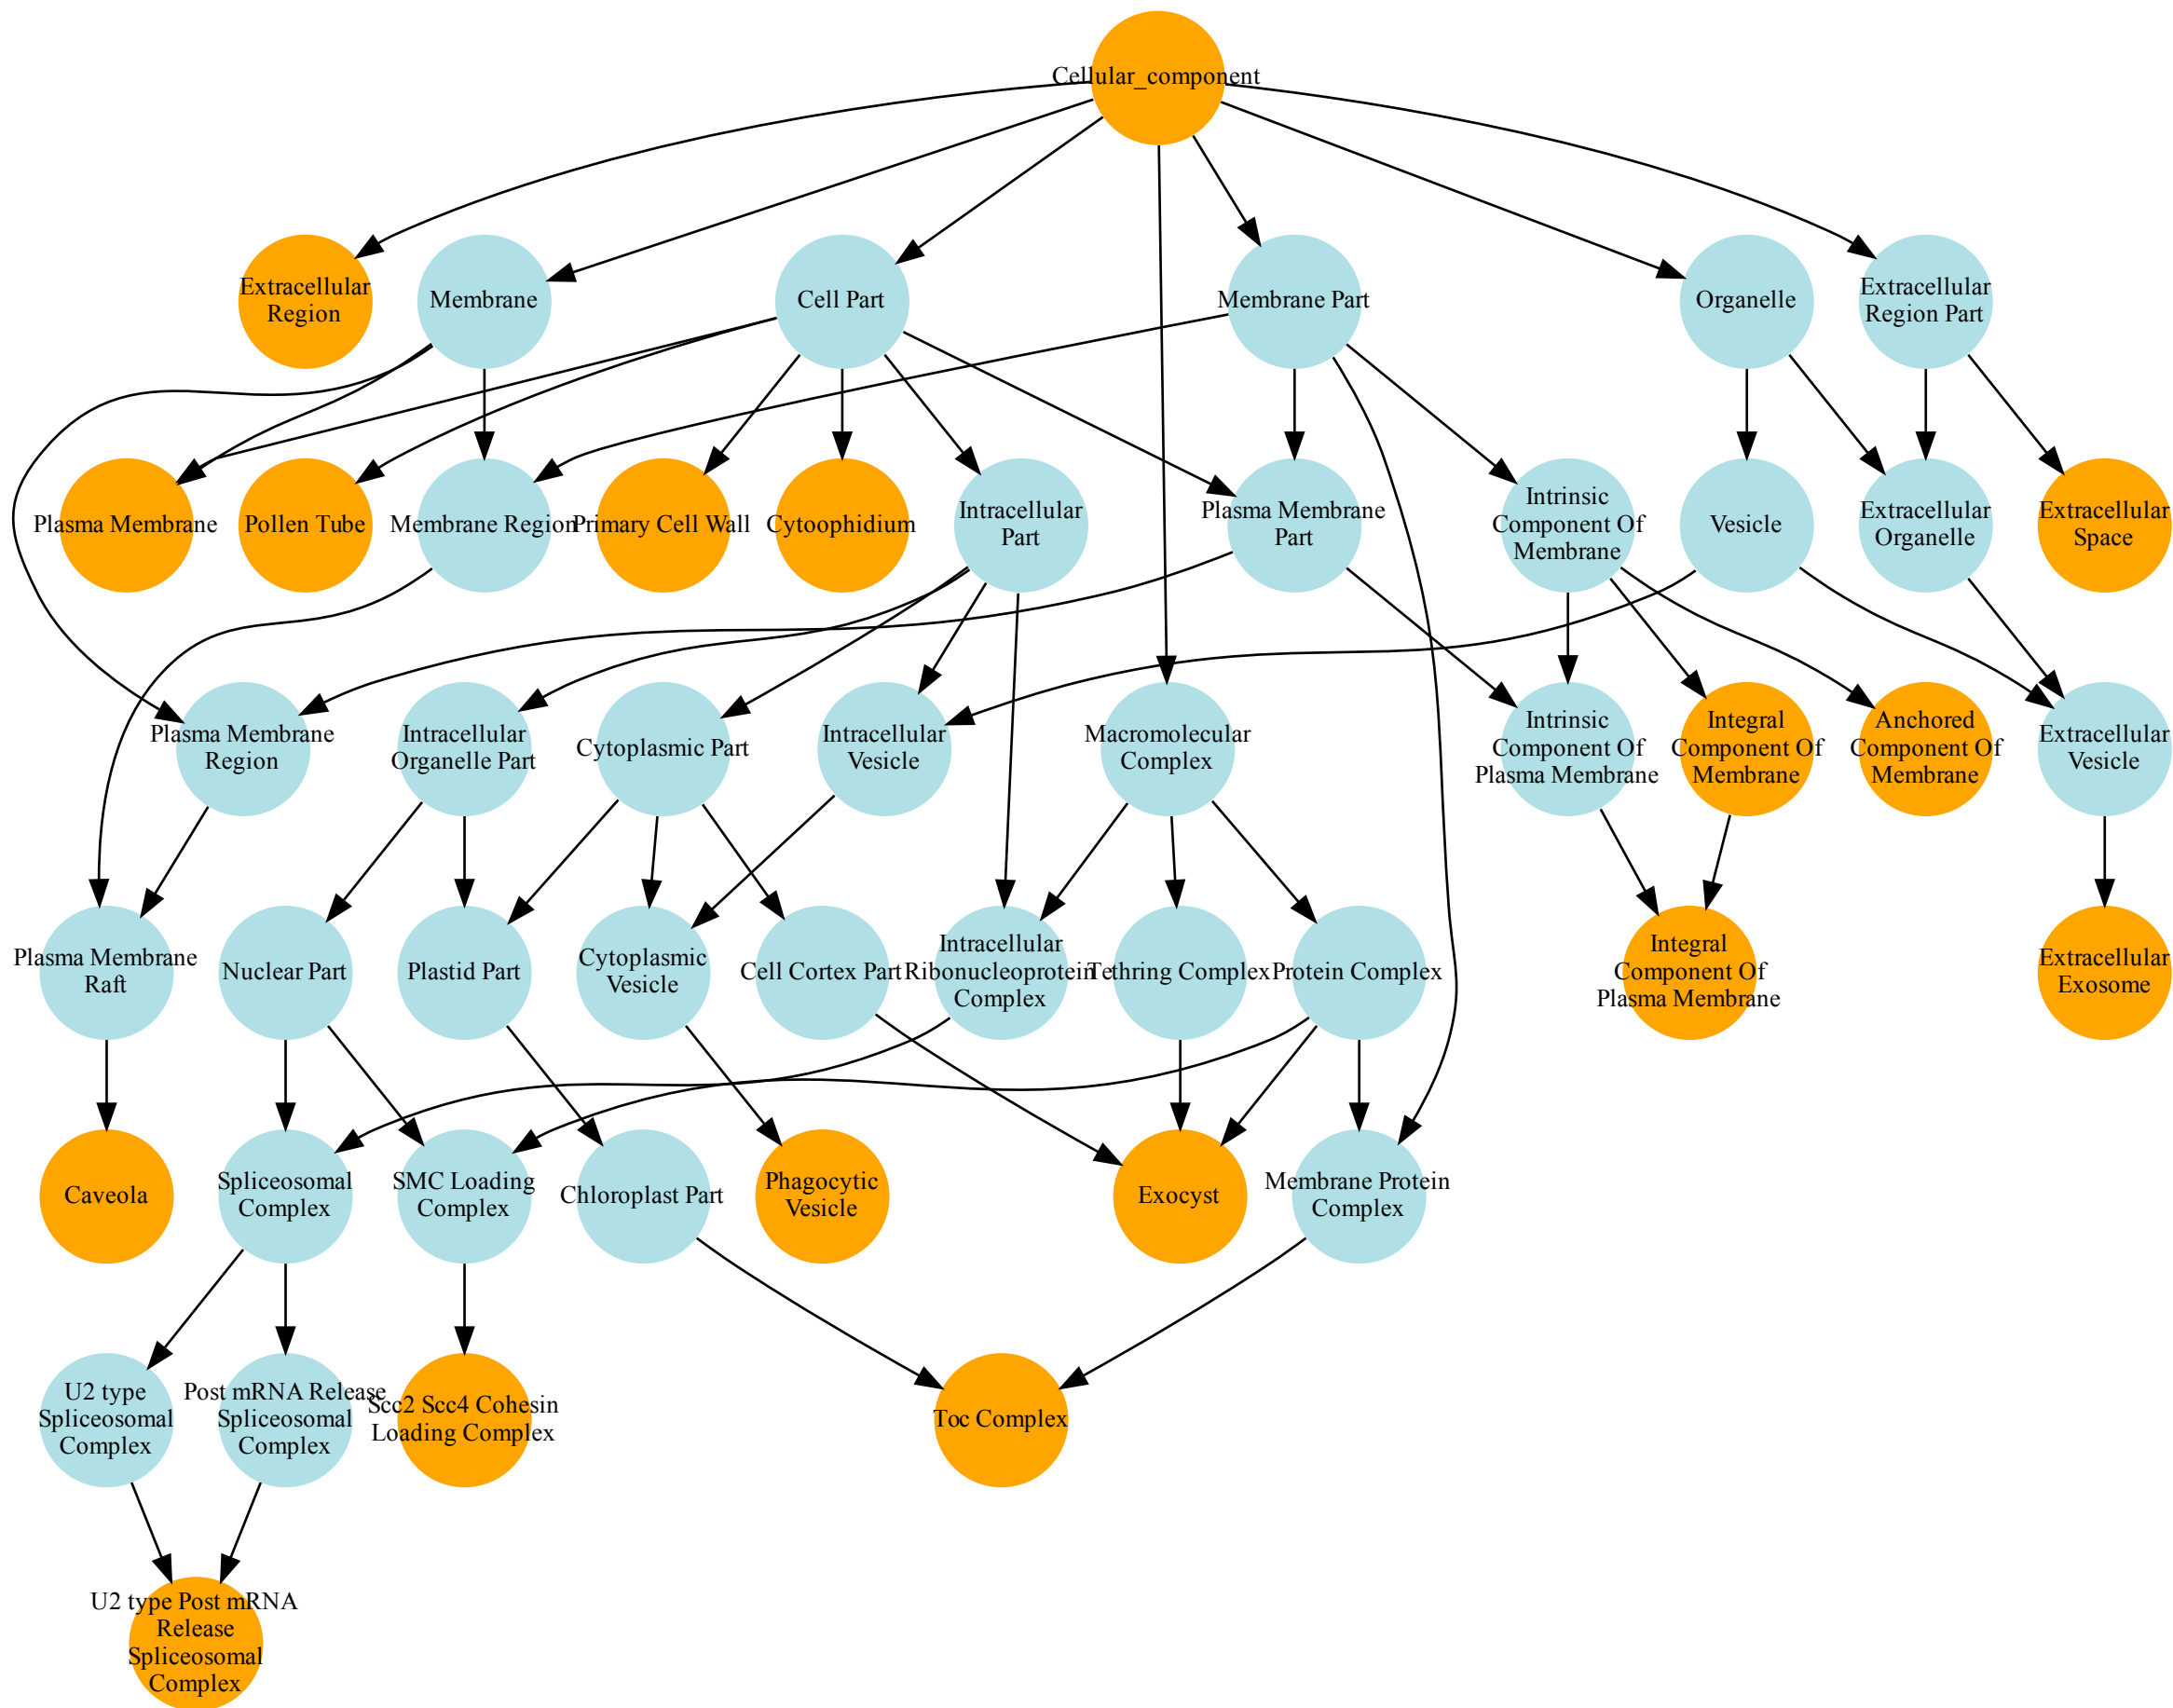 Cellular_component
Extracellular
Region
Membrane
Cell Part
Membrane Part
Organelle
Extracellular
Region Part
Plasma Membrane
Pollen Tube
Membrane Region
Primary Cell Wall
Cytoophidium
Intracellular
Part
Plasma Membrane
Part
Intrinsic
Component Of
Membrane
Vesicle
Extracellular
Organelle
Extracellular
Space
Plasma Membrane
Region
Intracellular
Organelle Part
Cytoplasmic Part
Intracellular
Vesicle
Macromolecular
Complex
Intrinsic
Component Of
Plasma Membrane
Integral
Component Of
Membrane
Anchored
Component Of
Membrane
Extracellular
Vesicle
Plasma Membrane
Raft
Nuclear Part
Plastid Part
Cytoplasmic
Vesicle
Cell Cortex Part
Intracellular
Ribonucleoprotein
Complex
Tethring Complex
Protein Complex
Integral
Component Of
Plasma Membrane
Extracellular
Exosome
Caveola
Spliceosomal
Complex
SMC Loading
Complex
Chloroplast Part
Phagocytic
Vesicle
Exocyst
Membrane Protein
Complex
U2 type
Spliceosomal
Complex
Post mRNA Release
Spliceosomal
Complex
Scc2 Scc4 Cohesin
Loading Complex
Toc Complex
U2 type Post mRNA
Release
Spliceosomal
Complex